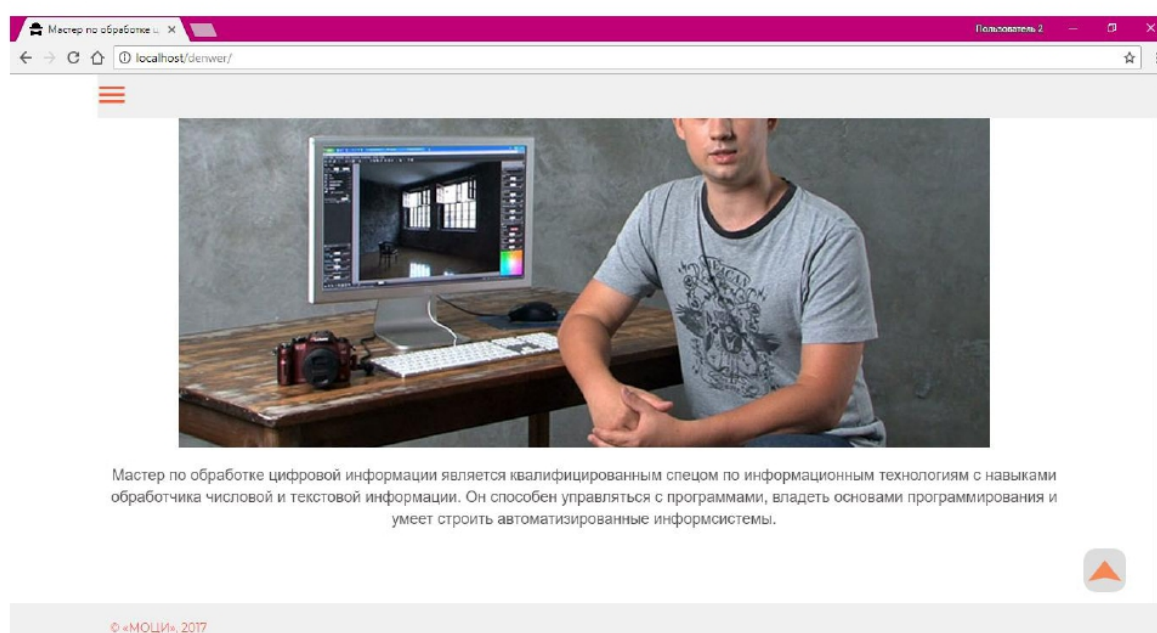 Мастер по обработке ц
Пользователь 2
localhost/denwer/
Мастер по обработке цифровой информации является квалифицированным спецом по информационным технологиям с навыками
обработчика числовой и текстовой информации. Он способен управляться с программами, владеть основами программирования и
умеет строить автоматизированные информсистемы.
© «МОЦИ», 2017